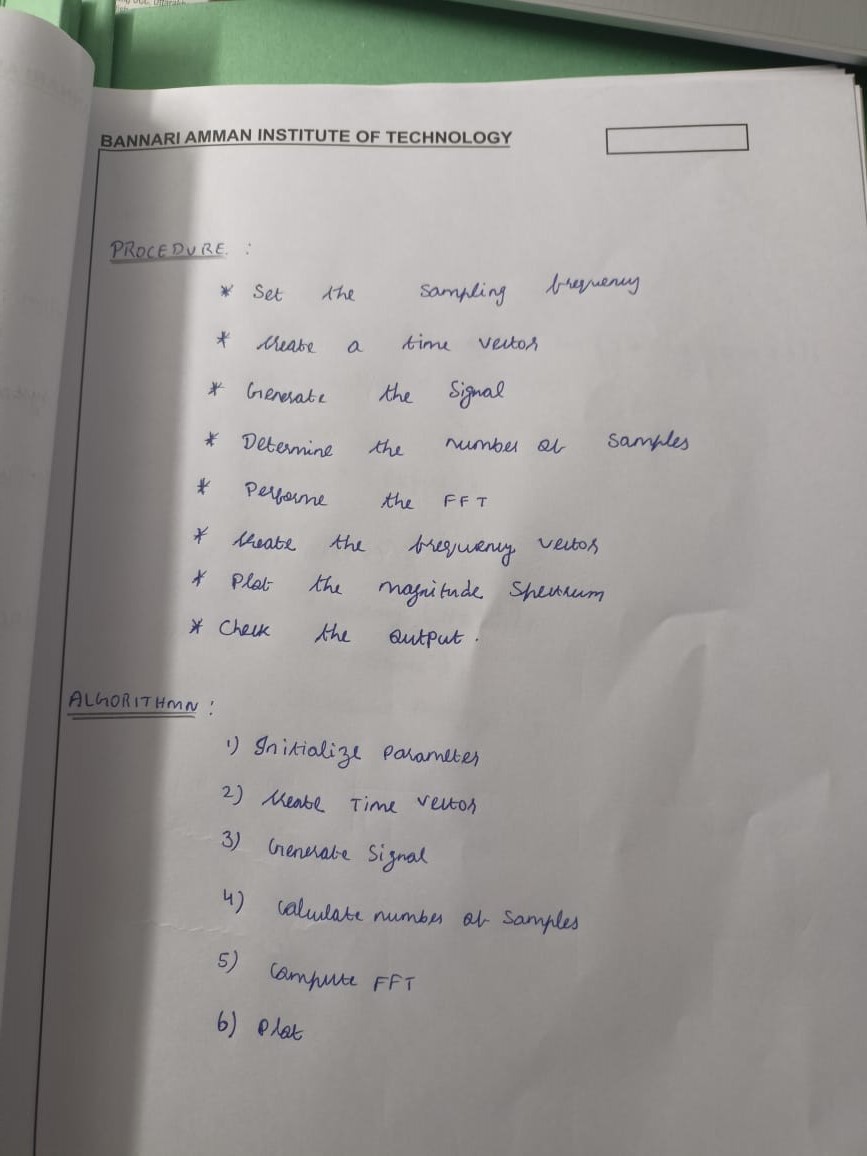 BANNARI AMMAN INSTITUTE OF TECHNOLOGY
PROCEDURE :
* Set the Sampling frequency
* Create a time vector
* Generate the Signal
* Determine the number of Samples
* Performe the FFT
* Create the frequency vector
* Plot the magnitude Spectrum
* Check the output.
ALGORITHMN :
1) Initialize Parameter
2) Create Time vector
3) Generate Signal
4) Calculate number of Samples
5) Compute FFT
6) Plot